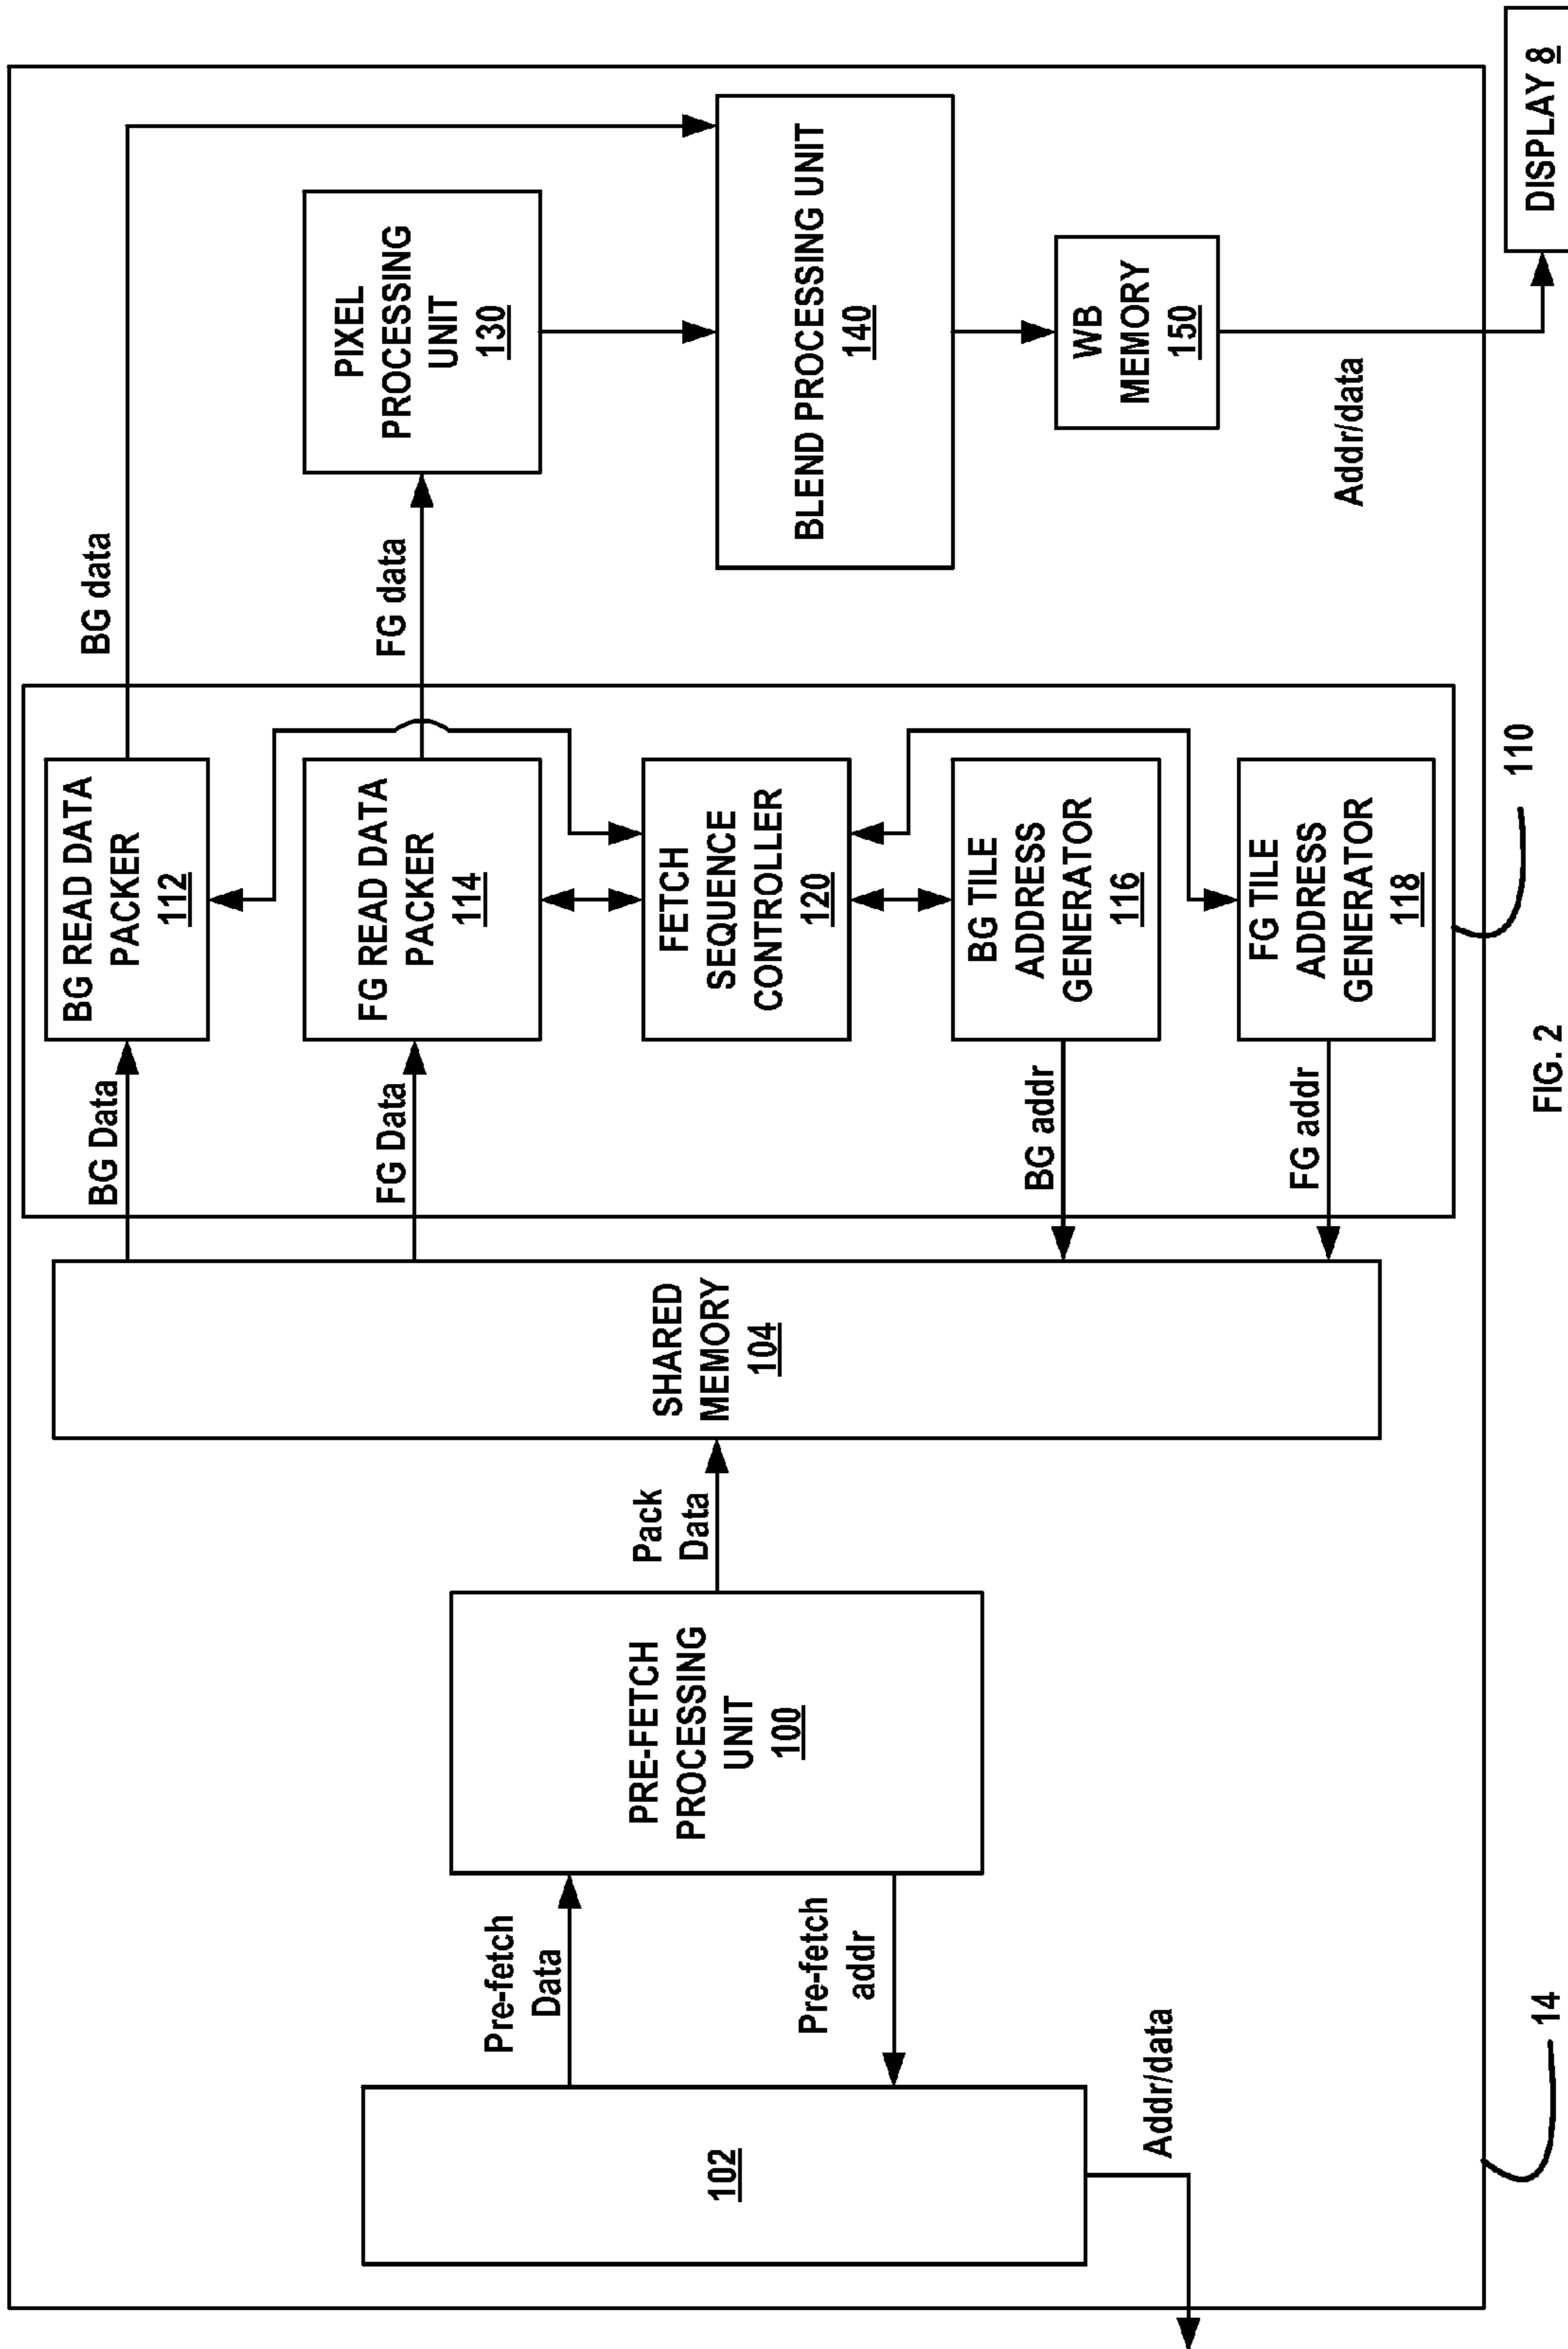 102
Addr/data
Pre-fetch
Data
Pre-fetch
addr
PRE-FETCH
PROCESSING
UNIT
100
Pack
Data
SHARED
MEMORY
104
BG Data
FG Data
BG addr
FG addr
BG READ DATA
PACKER
112
FG READ DATA
PACKER
114
FETCH
SEQUENCE
CONTROLLER
120
BG TILE
ADDRESS
GENERATOR
116
FG TILE
ADDRESS
GENERATOR
118
BG data
FG data
PIXEL
PROCESSING
UNIT
130
BLEND PROCESSING UNIT
140
WB
MEMORY
150
Addr/data
DISPLAY 8
14
110
FIG. 2